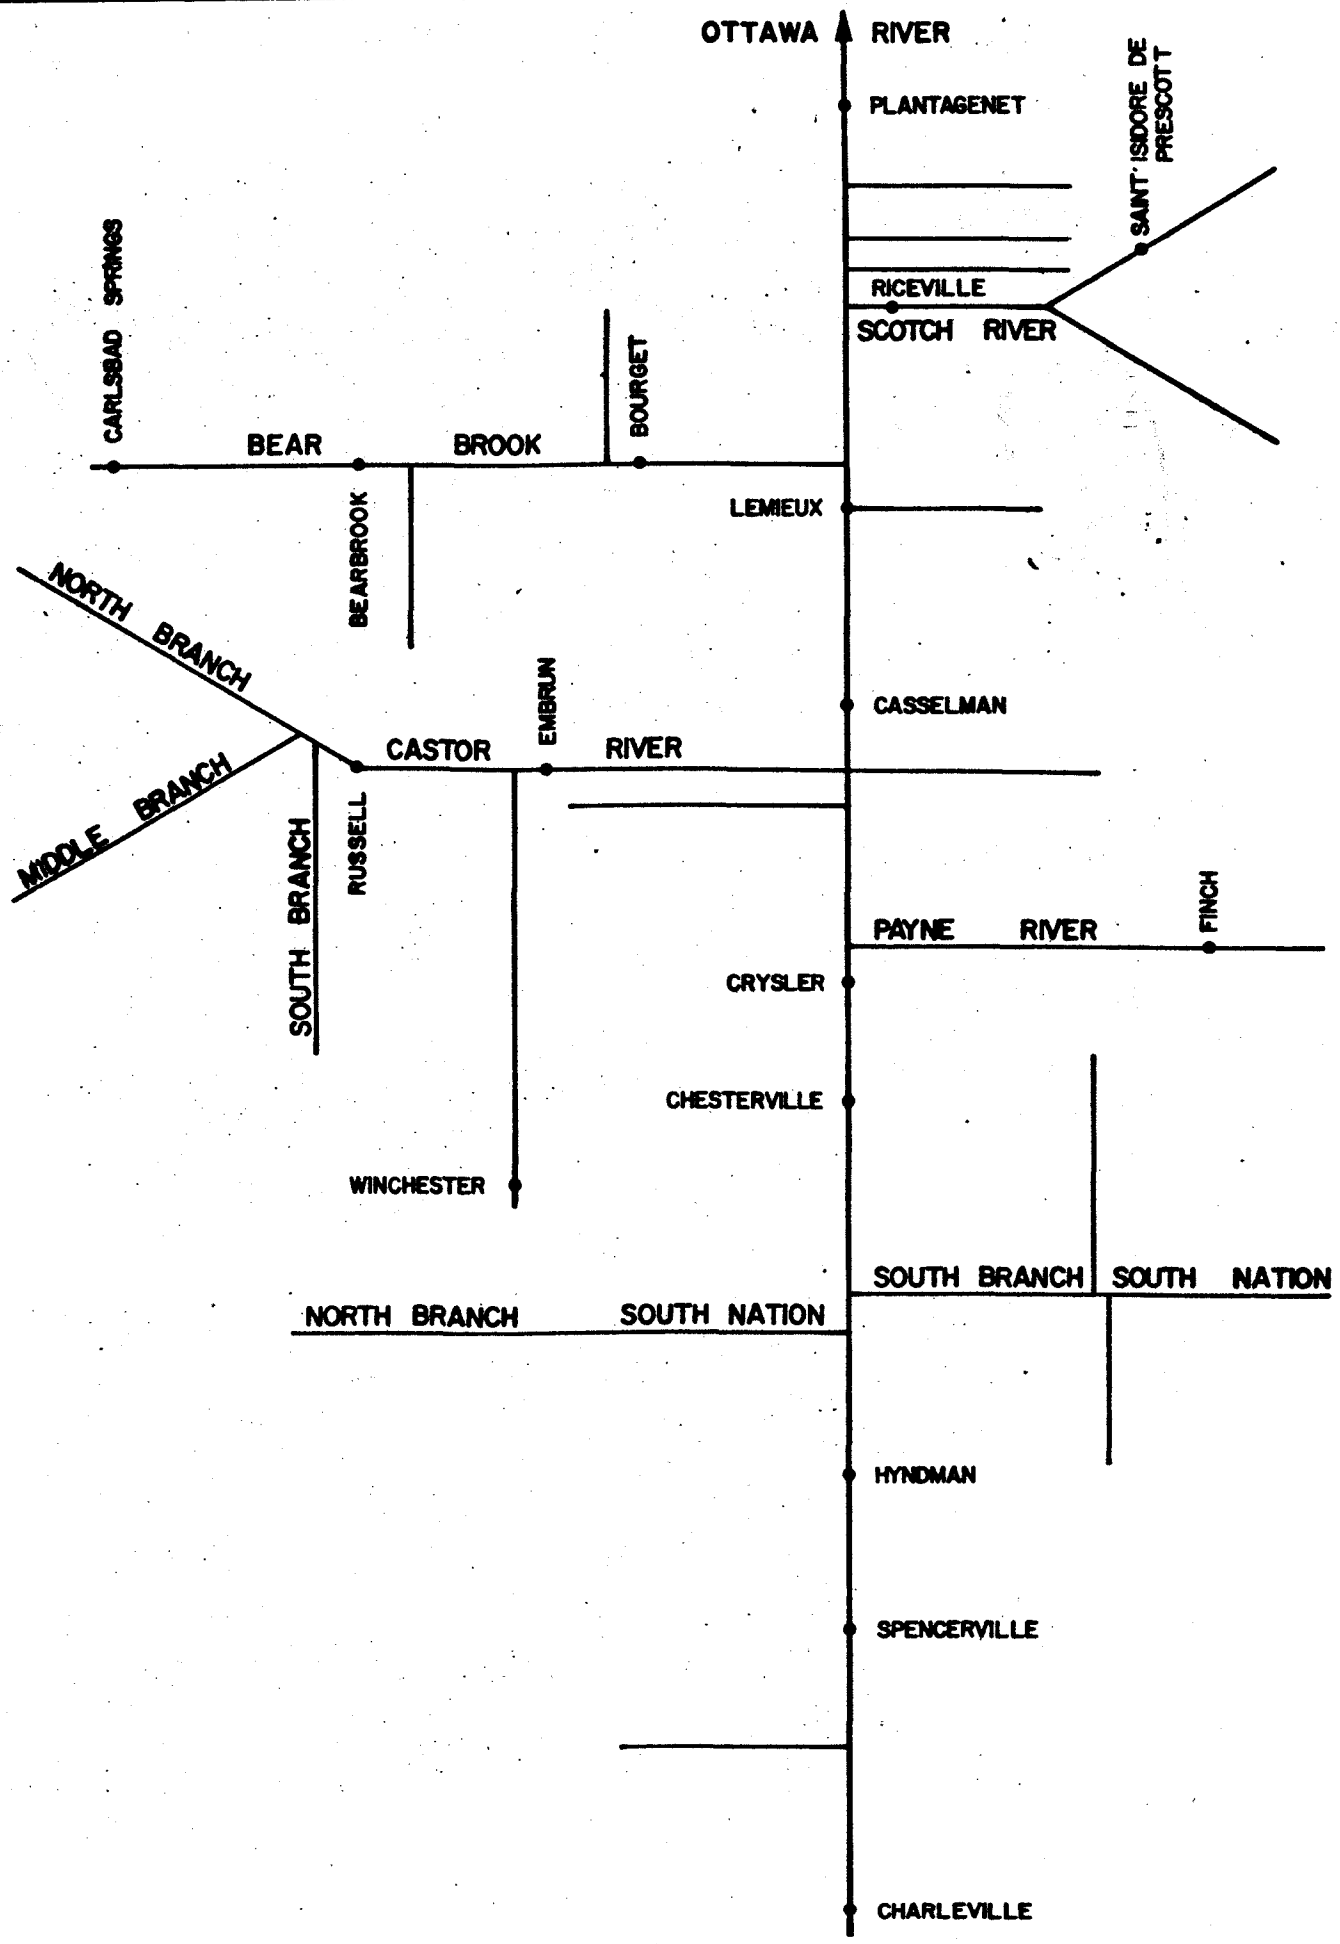 OTTAWA RIVER
PLANTAGENET
SAINT' ISIDORE DE
PRESCOTT
CARLSBAD SPRINGS
RICEVILLE
SCOTCH RIVER
BOURGET
BEAR BROOK
BEARBROOK
LEMIEUX
NORTH BRANCH
EMBRUN
CASSELMAN
CASTOR RIVER
MIDDLE BRANCH
RUSSELL
SOUTH BRANCH
FINCH
PAYNE RIVER
CRYSLER
CHESTERVILLE
WINCHESTER
SOUTH BRANCH SOUTH NATION
NORTH BRANCH SOUTH NATION
HYNDMAN
SPENCERVILLE
CHARLEVILLE